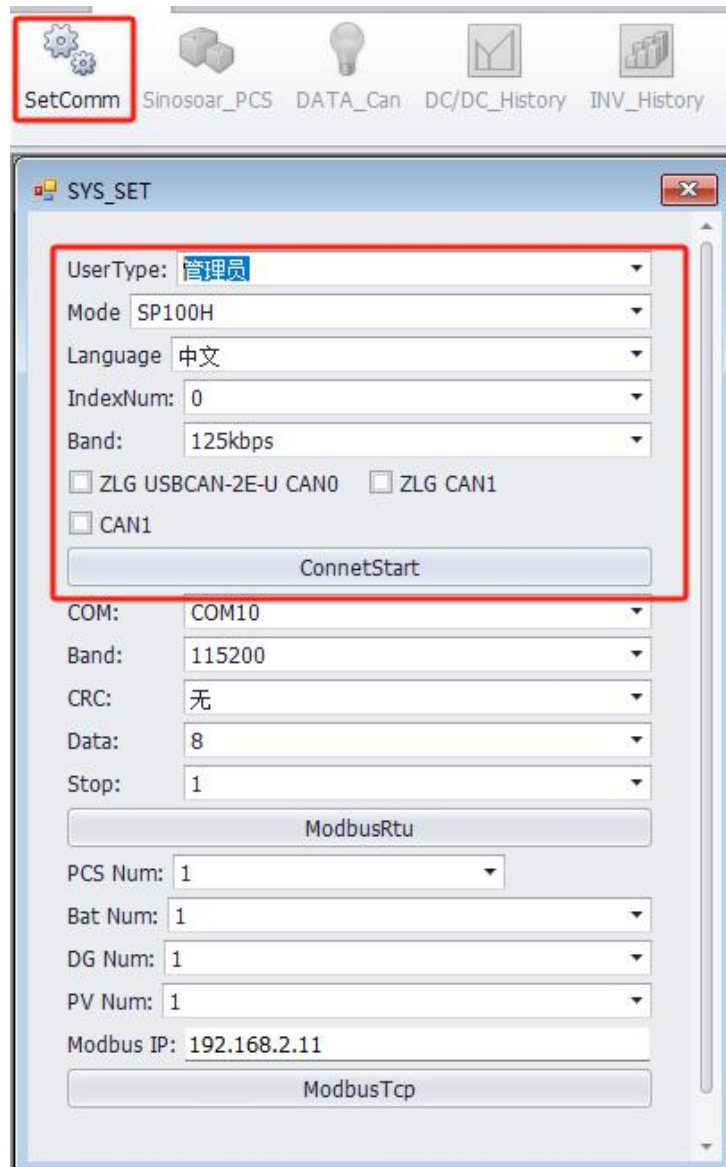 SetComm Sinosoar_PCS DATA_Can DC/DC_History INV_History
SYS_SET
UserType: 管理员
Mode SP100H
Language 中文
IndexNum: 0
Band: 125kbps
ZLG USBCAN-2E-U CAN0 ZLG CAN1
CAN1
ConnetStart
COM: COM10
Band: 115200
CRC: 无
Data: 8
Stop: 1
ModbusRtu
PCS Num: 1
Bat Num: 1
DG Num: 1
PV Num: 1
Modbus IP: 192.168.2.11
ModbusTcp